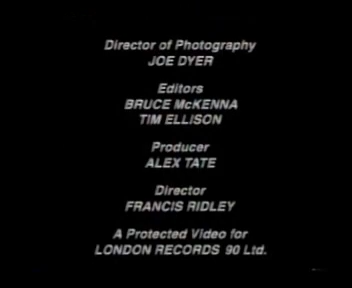 Director of Photography
JOE DYER
Editors
BRUCE McKENNA
TIM ELLISON
Producer
ALEX TATE
Director
FRANCIS RIDLEY
A Protected Video for
LONDON RECORDS 90 Ltd.